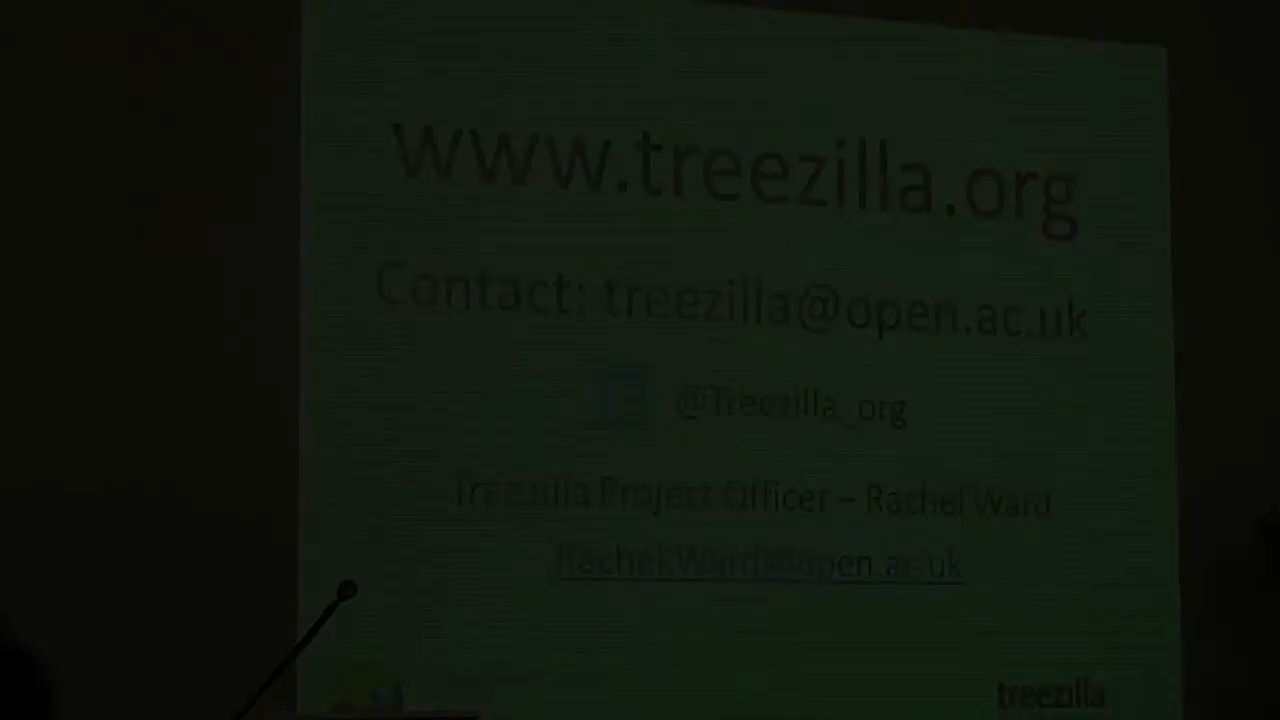 www.treezilla.org
Contact: treezilla@open.ac.uk
@Treezilla_org
Treezilla Project Officer – Rachel Ward
Rachel.Ward@open.ac.uk
treezilla